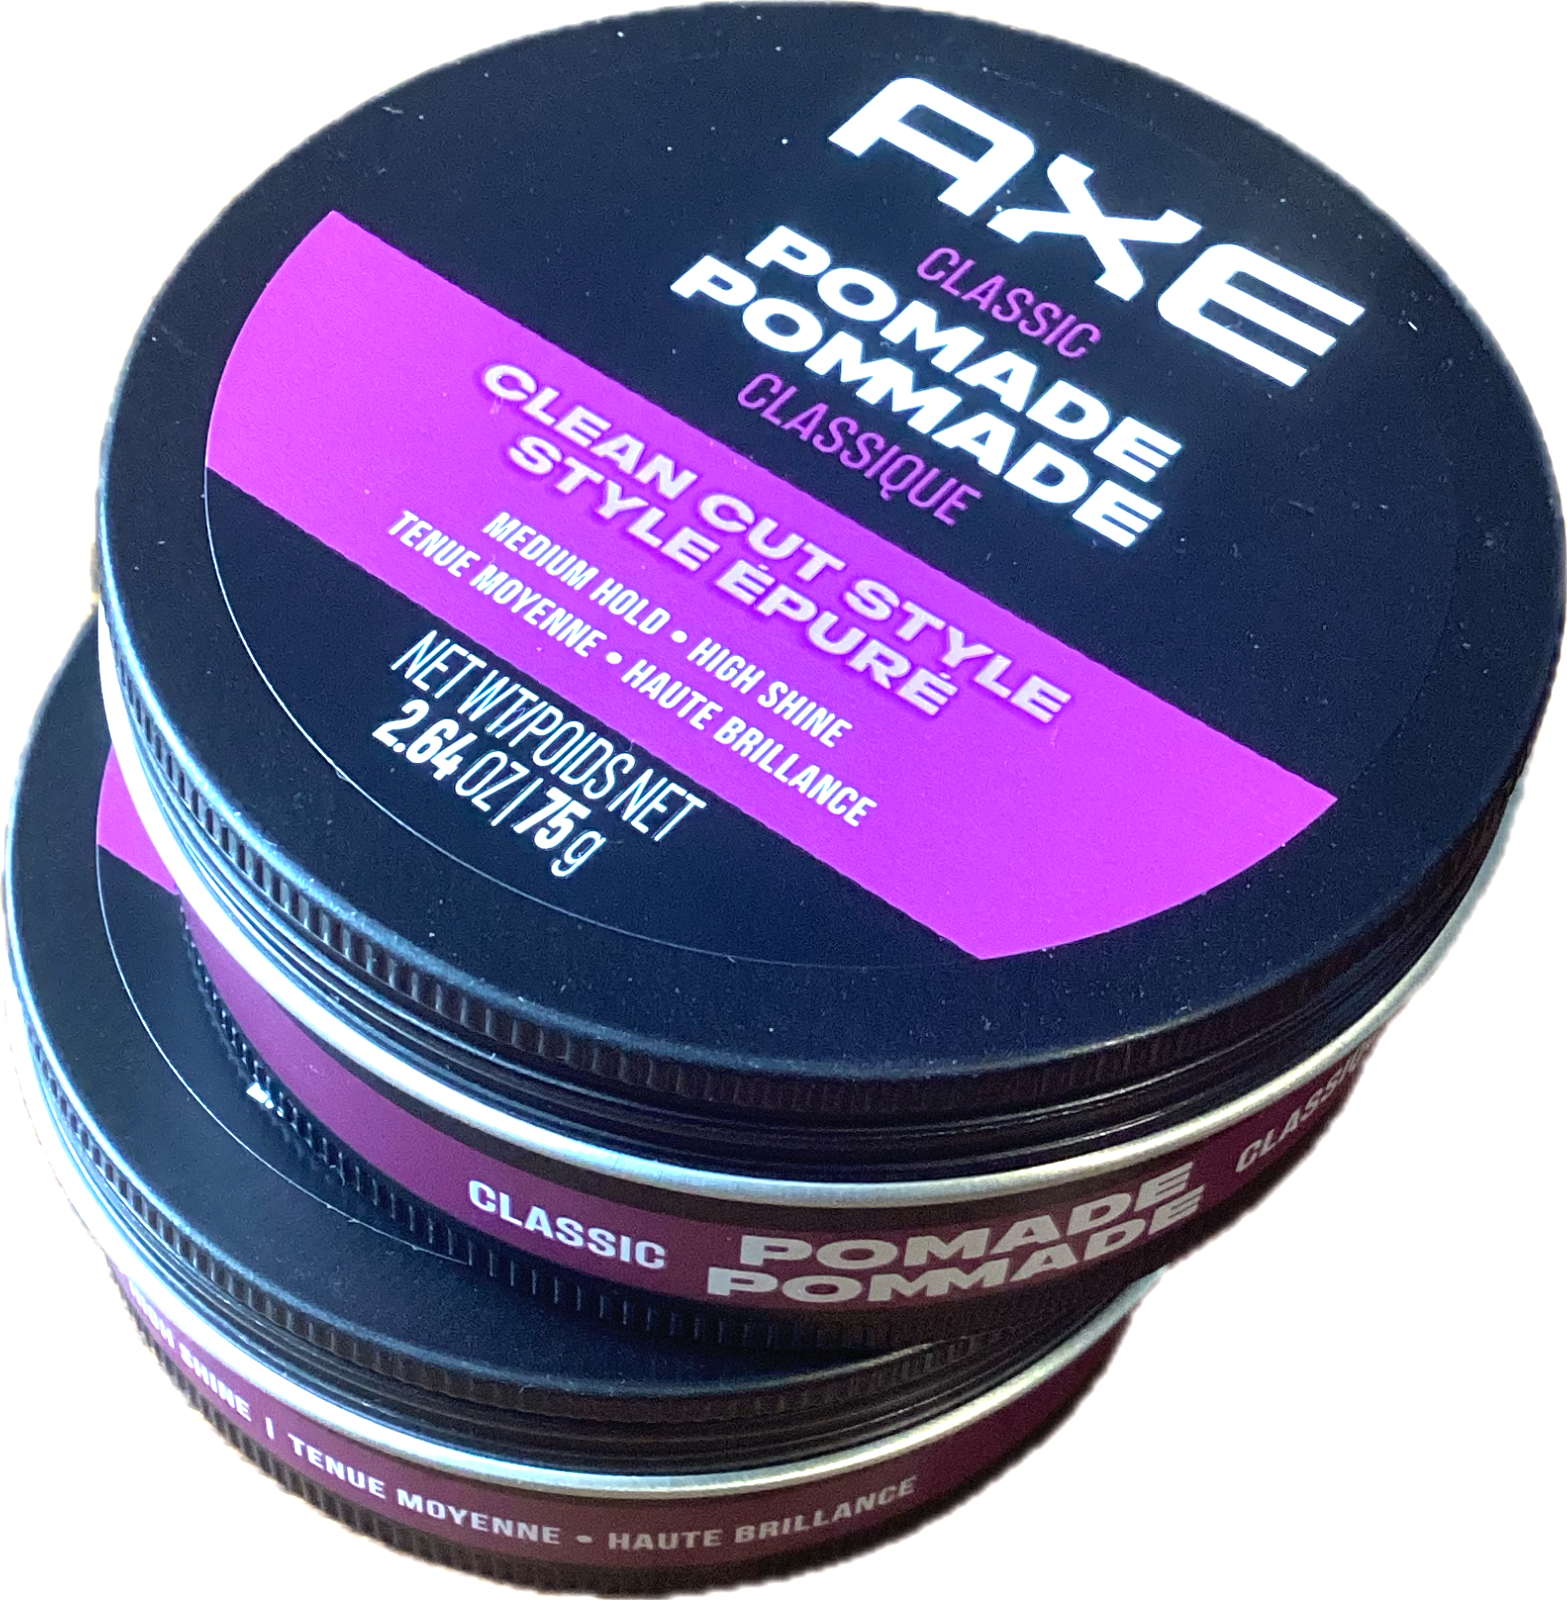 AXE
CLASSIC
POMADE
POMMADE
CLASSIQUE
CLEAN CUT STYLE
STYLE ÉPURÉ
MEDIUM HOLD • HIGH SHINE
TENUE MOYENNE • HAUTE BRILLANCE
NET WT/POIDS NET
2.64 OZ | 75 g
CLASSIC
POMADE
POMMADE
SHINE | TENUE MOYENNE • HAUTE BRILLANCE